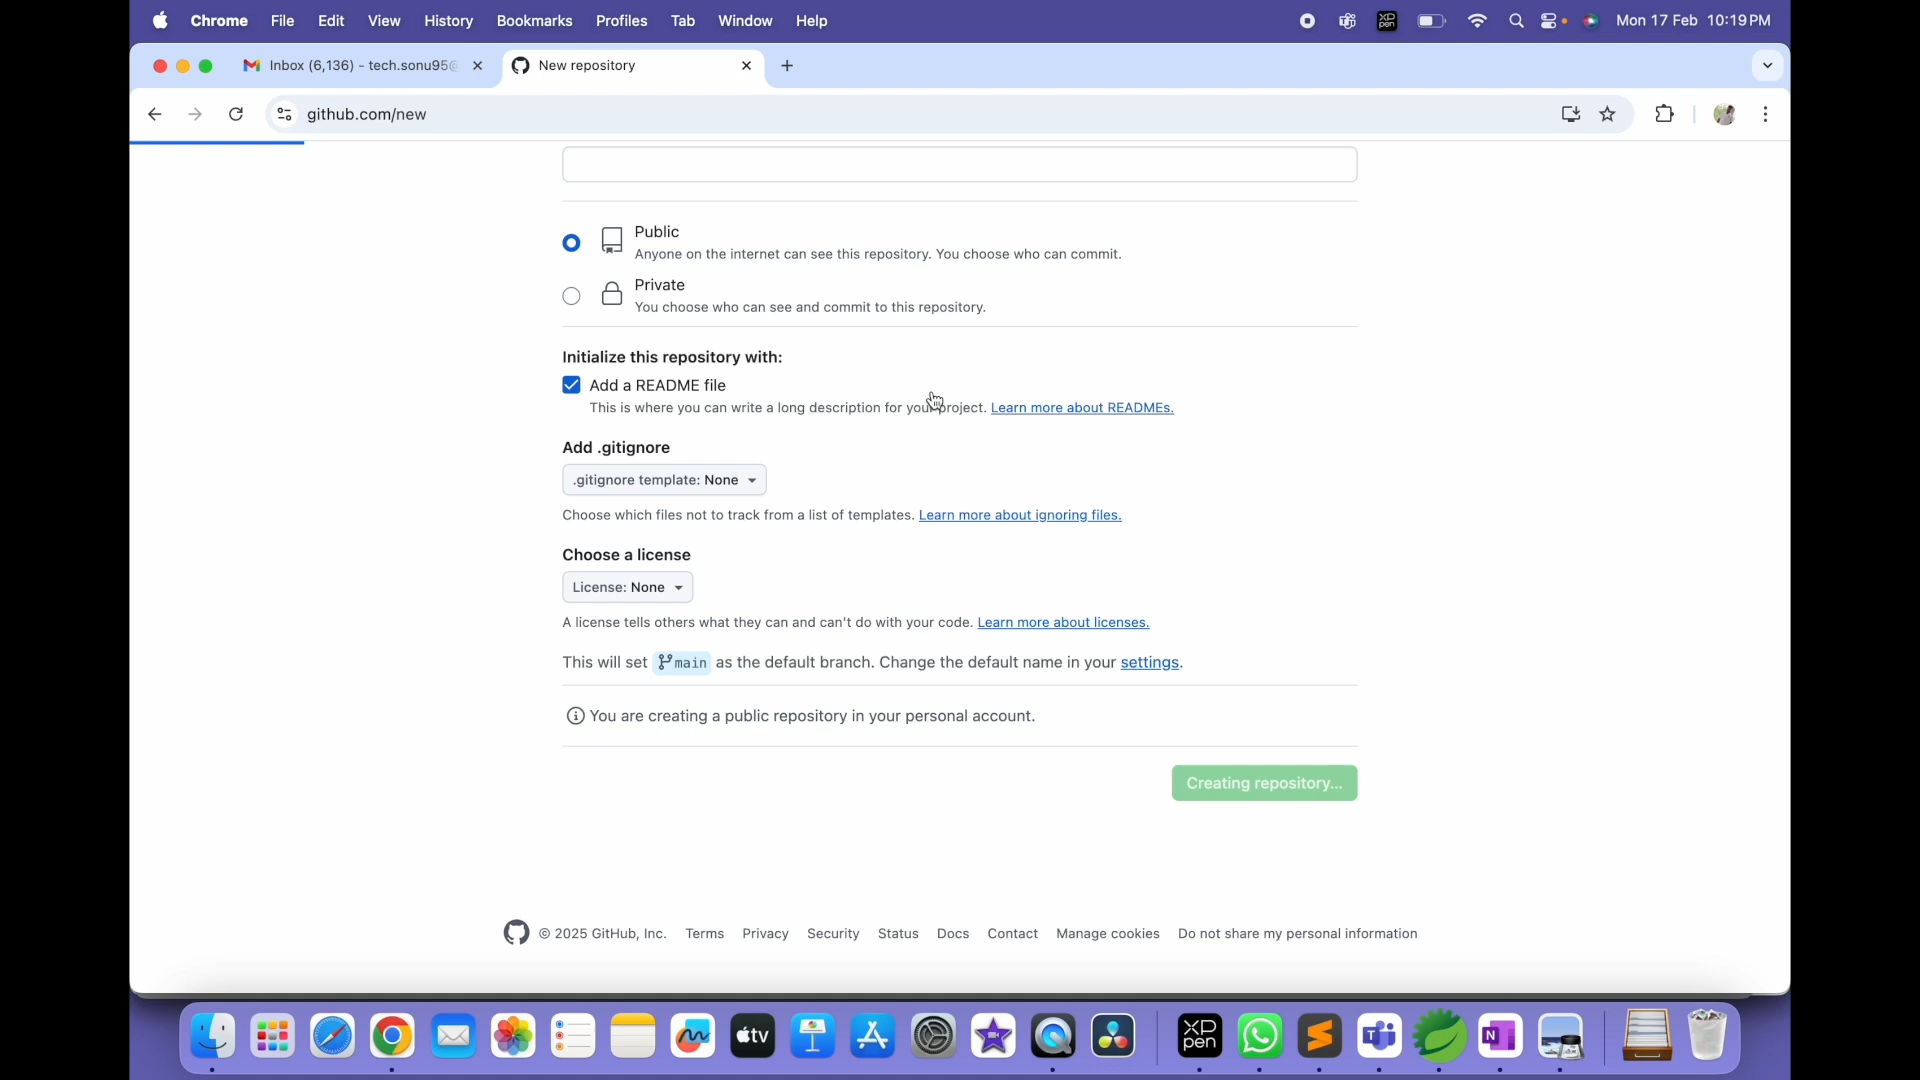 Chrome File Edit View History Bookmarks Profiles Tab Window Help
Mon 17 Feb 10:19 PM
Inbox (6,136) - tech.sonu95@
New repository
github.com/new
Public
Anyone on the internet can see this repository. You choose who can commit.
Private
You choose who can see and commit to this repository.
Initialize this repository with:
Add a README file
This is where you can write a long description for your project. Learn more about READMEs.
Add .gitignore
.gitignore template: None
Choose which files not to track from a list of templates. Learn more about ignoring files.
Choose a license
License: None
A license tells others what they can and can't do with your code. Learn more about licenses.
This will set main as the default branch. Change the default name in your settings.
You are creating a public repository in your personal account.
Creating repository...
© 2025 GitHub, Inc. Terms Privacy Security Status Docs Contact Manage cookies Do not share my personal information
tv
XP
pen